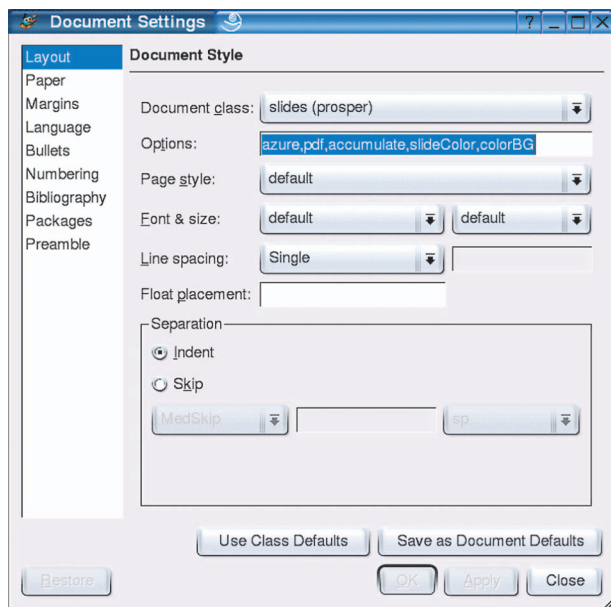 Document Settings
Layout
Paper
Margins
Language
Bullets
Numbering
Bibliography
Packages
Preamble
Document Style
Document class: slides (prosper)
Options: azure,pdf,accumulate,slideColor,colorBG
Page style: default
Font & size: default default
Line spacing: Single
Float placement:
Separation
Indent
Skip
MedSkip sp
Use Class Defaults Save as Document Defaults
Restore OK Apply Close